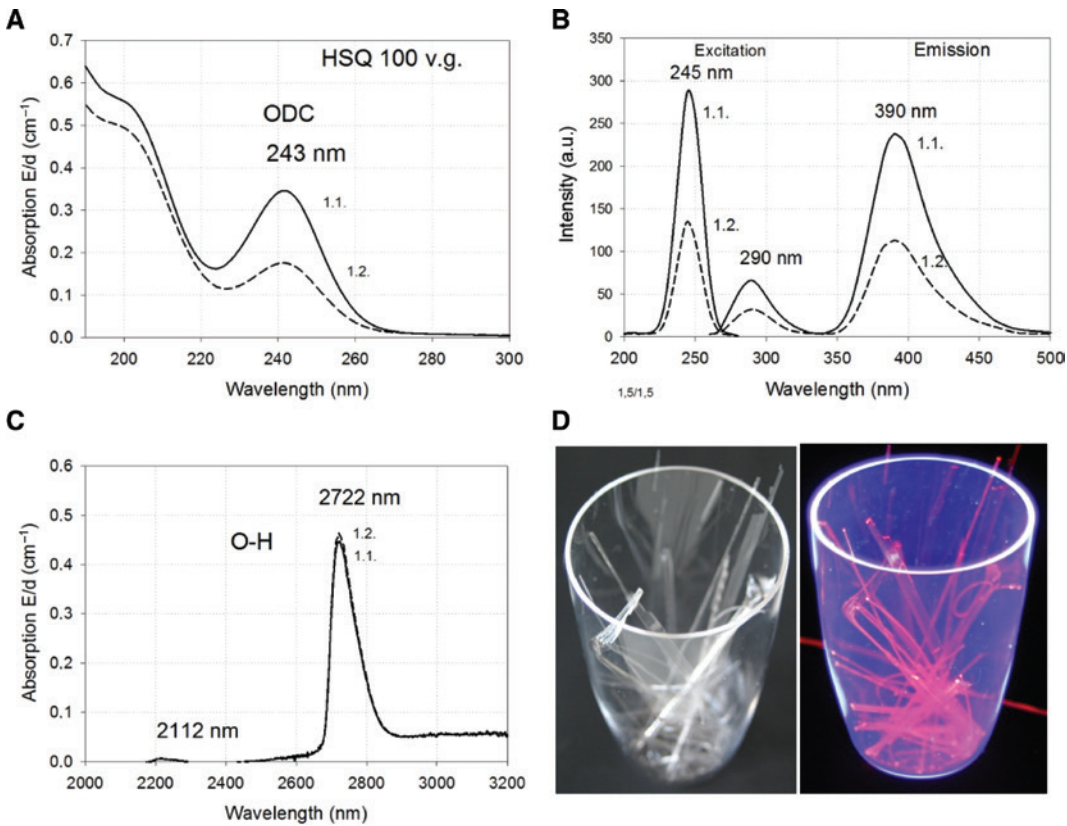 A
0.7
0.6
0.5
0.4
0.3
0.2
0.1
0.0
Absorption E/d (cm⁻¹)
HSQ 100 v.g.
ODC
243 nm
1.1.
1.2.
200 220 240 260 280 300
Wavelength (nm)
B
350
300
250
200
150
100
50
0
Intensity (a.u.)
Excitation
Emission
245 nm
390 nm
1.1.
1.1.
1.2.
290 nm
1.2.
200 250 300 350 400 450 500
1,5/1,5
Wavelength (nm)
C
0.6
0.5
0.4
0.3
0.2
0.1
0.0
Absorption E/d (cm⁻¹)
2722 nm
O-H
1.2.
1.1.
2112 nm
2000 2200 2400 2600 2800 3000 3200
Wavelength (nm)
D